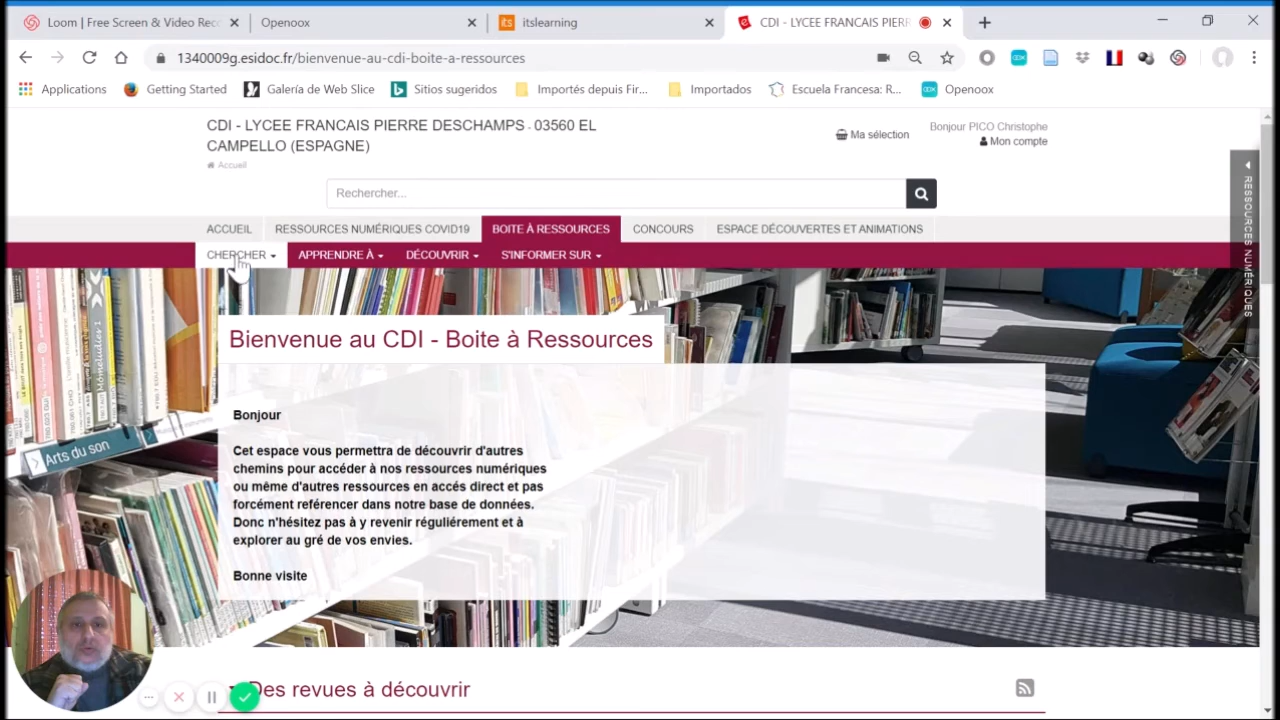 Loom | Free Screen & Video Rec
Openoox
itslearning
CDI - LYCEE FRANCAIS PIERR
1340009g.esidoc.fr/bienvenue-au-cdi-boite-a-ressources
Applications
Getting Started
Galería de Web Slice
Sitios sugeridos
Importés depuis Fir...
Importados
Escuela Francesa: R...
Openoox
CDI - LYCEE FRANCAIS PIERRE DESCHAMPS - 03560 EL
CAMPELLO (ESPAGNE)
Accueil
Ma sélection
Bonjour PICO Christophe
Mon compte
Rechercher...
ACCUEIL
RESSOURCES NUMÉRIQUES COVID19
BOITE À RESSOURCES
CONCOURS
ESPACE DÉCOUVERTES ET ANIMATIONS
CHERCHER
APPRENDRE À
DÉCOUVRIR
S'INFORMER SUR
RESSOURCES NUMÉRIQUES
Bienvenue au CDI - Boite à Ressources
Bonjour
Cet espace vous permettra de découvrir d'autres
chemins pour accéder à nos ressources numériques
ou même d'autres ressources en accés direct et pas
forcément reférencer dans notre base de données.
Donc n'hésitez pas à y revenir réguliérement et à
explorer au gré de vos envies.
Bonne visite
Arts du son
Des revues à découvrir